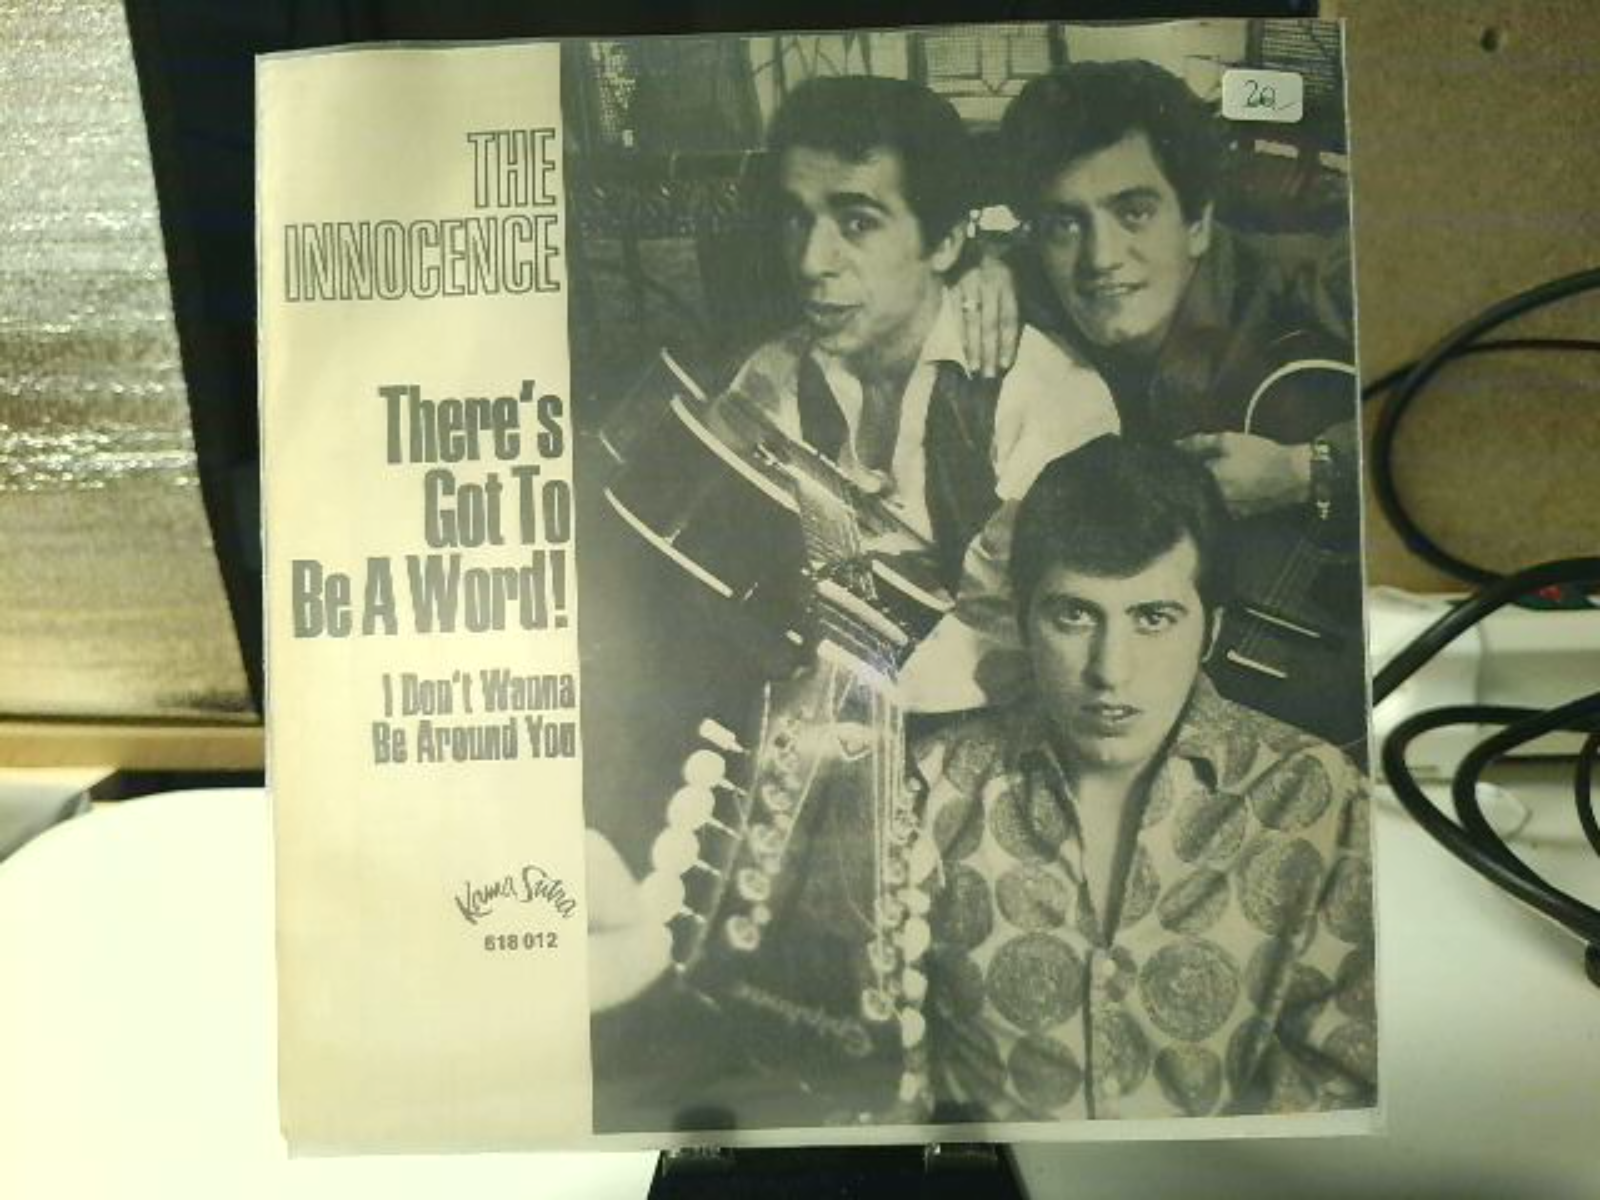 THE
INNOCENCE
There's
Got To
Be A Word!
I Don't Wanna
Be Around You
Kama Sutra
618 012
20